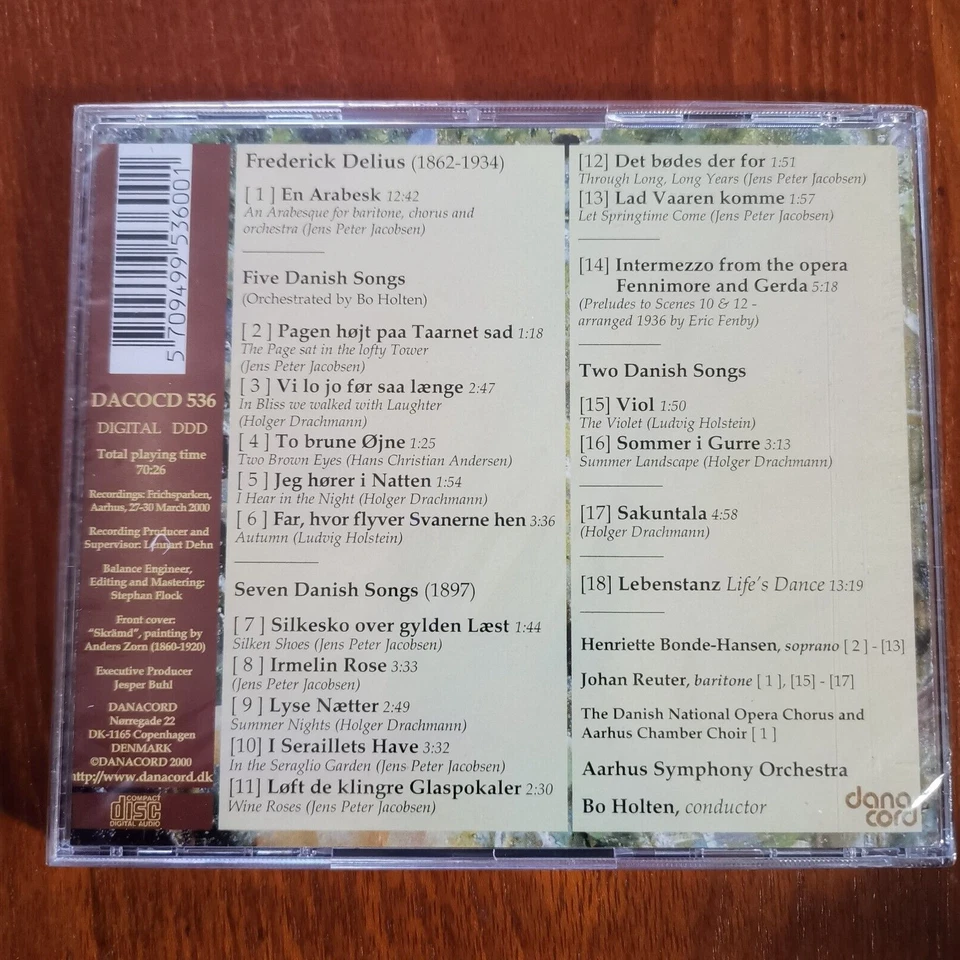 5 709499 536001
DACOCD 536
DIGITAL DDD
Total playing time
70:26
Recordings: Frichsparken,
Aarhus, 27-30 March 2000
Recording Producer and
Supervisor: Lennart Dehn
Balance Engineer,
Editing and Mastering:
Stephan Flock
Front cover:
"Skrämd", painting by
Anders Zorn (1860-1920)
Executive Producer
Jesper Buhl
DANACORD
Nørregade 22
DK-1165 Copenhagen
DENMARK
©DANACORD 2000
http://www.danacord.dk
COMPACT
disc
DIGITAL AUDIO
Frederick Delius (1862-1934)
[ 1 ] En Arabesk 12:42
An Arabesque for baritone, chorus and
orchestra (Jens Peter Jacobsen)
Five Danish Songs
(Orchestrated by Bo Holten)
[ 2 ] Pagen højt paa Taarnet sad 1:18
The Page sat in the lofty Tower
(Jens Peter Jacobsen)
[ 3 ] Vi lo jo før saa længe 2:47
In Bliss we walked with Laughter
(Holger Drachmann)
[ 4 ] To brune Øjne 1:25
Two Brown Eyes (Hans Christian Andersen)
[ 5 ] Jeg hører i Natten 1:54
I Hear in the Night (Holger Drachmann)
[ 6 ] Far, hvor flyver Svanerne hen 3:36
Autumn (Ludvig Holstein)
Seven Danish Songs (1897)
[ 7 ] Silkesko over gylden Læst 1:44
Silken Shoes (Jens Peter Jacobsen)
[ 8 ] Irmelin Rose 3:33
(Jens Peter Jacobsen)
[ 9 ] Lyse Nætter 2:49
Summer Nights (Holger Drachmann)
[10] I Seraillets Have 3:32
In the Seraglio Garden (Jens Peter Jacobsen)
[11] Løft de klingre Glaspokaler 2:30
Wine Roses (Jens Peter Jacobsen)
[12] Det bødes der for 1:51
Through Long, Long Years (Jens Peter Jacobsen)
[13] Lad Vaaren komme 1:57
Let Springtime Come (Jens Peter Jacobsen)
[14] Intermezzo from the opera
Fennimore and Gerda 5:18
(Preludes to Scenes 10 & 12 -
arranged 1936 by Eric Fenby)
Two Danish Songs
[15] Viol 1:50
The Violet (Ludvig Holstein)
[16] Sommer i Gurre 3:13
Summer Landscape (Holger Drachmann)
[17] Sakuntala 4:58
(Holger Drachmann)
[18] Lebenstanz Life's Dance 13:19
Henriette Bonde-Hansen, soprano [ 2 ] - [13]
Johan Reuter, baritone [ 1 ], [15] - [17]
The Danish National Opera Chorus and
Aarhus Chamber Choir [ 1 ]
Aarhus Symphony Orchestra
Bo Holten, conductor
dana
cord